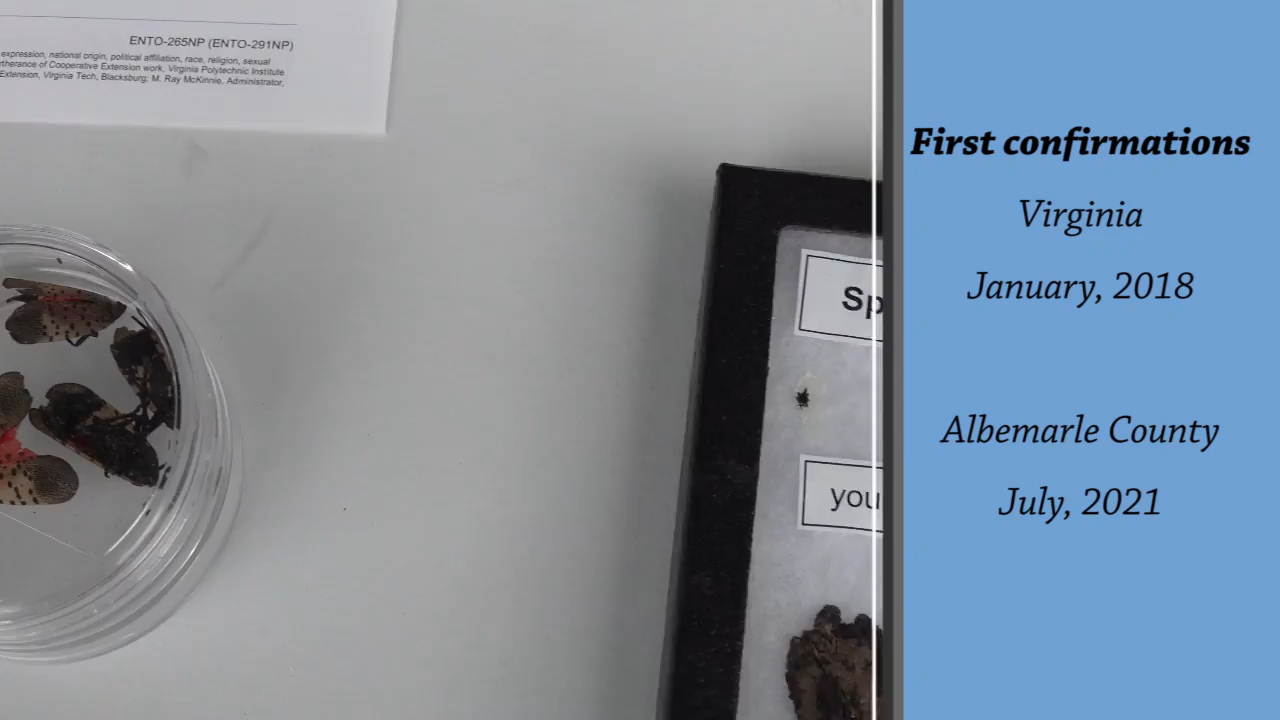 ENTO-265NP (ENTO-291NP)
expression, national origin, political affiliation, race, religion, sexual
rtherance of Cooperative Extension work, Virginia Polytechnic Institute
Extension, Virginia Tech, Blacksburg; M. Ray McKinnie, Administrator,
Sp
you
First confirmations
Virginia
January, 2018
Albemarle County
July, 2021